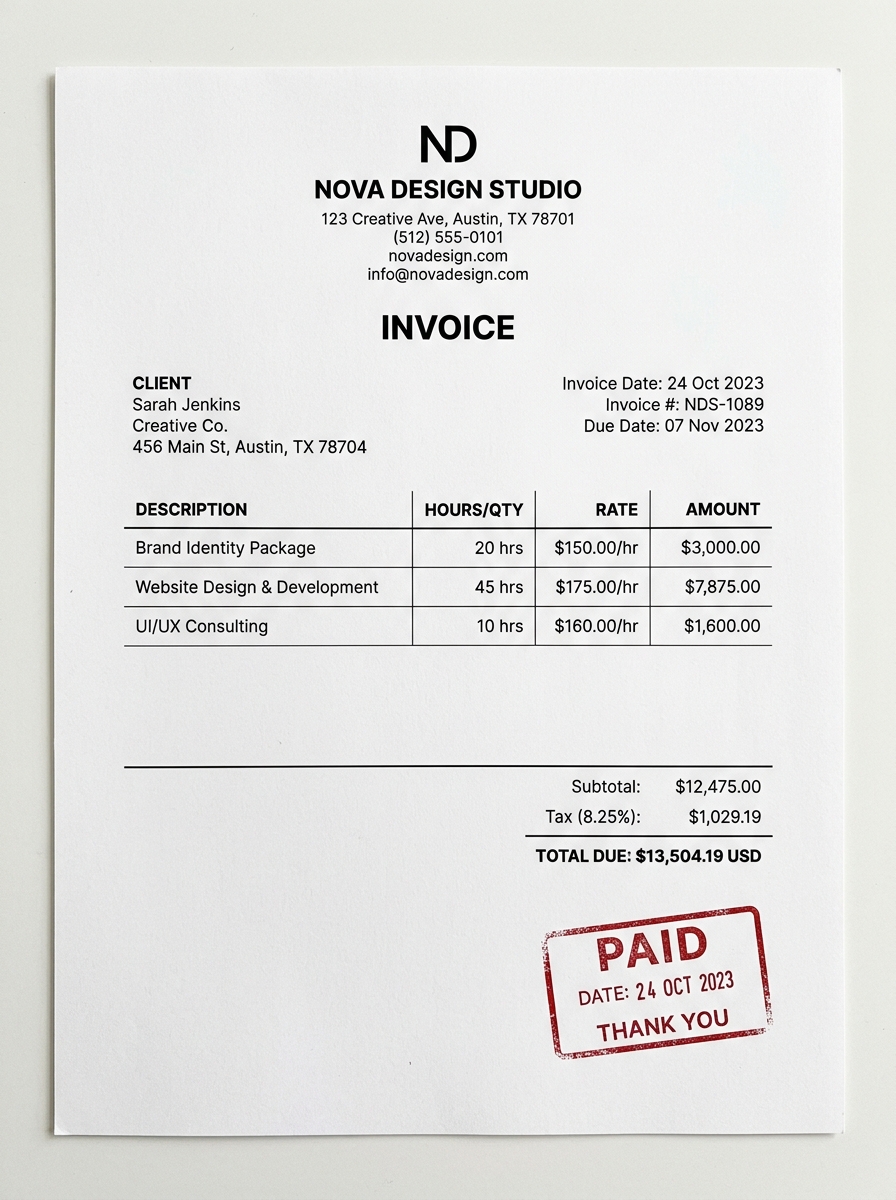 ND
NOVA DESIGN STUDIO
123 Creative Ave, Austin, TX 78701
(512) 555-0101
novadesign.com
info@novadesign.com
INVOICE
CLIENT
Sarah Jenkins
Creative Co.
456 Main St, Austin, TX 78704
Invoice Date: 24 Oct 2023
Invoice #: NDS-1089
Due Date: 07 Nov 2023
DESCRIPTION HOURS/QTY RATE AMOUNT
Brand Identity Package 20 hrs $150.00/hr $3,000.00
Website Design & Development 45 hrs $175.00/hr $7,875.00
UI/UX Consulting 10 hrs $160.00/hr $1,600.00
Subtotal: $12,475.00
Tax (8.25%): $1,029.19
TOTAL DUE: $13,504.19 USD
PAID
DATE: 24 OCT 2023
THANK YOU